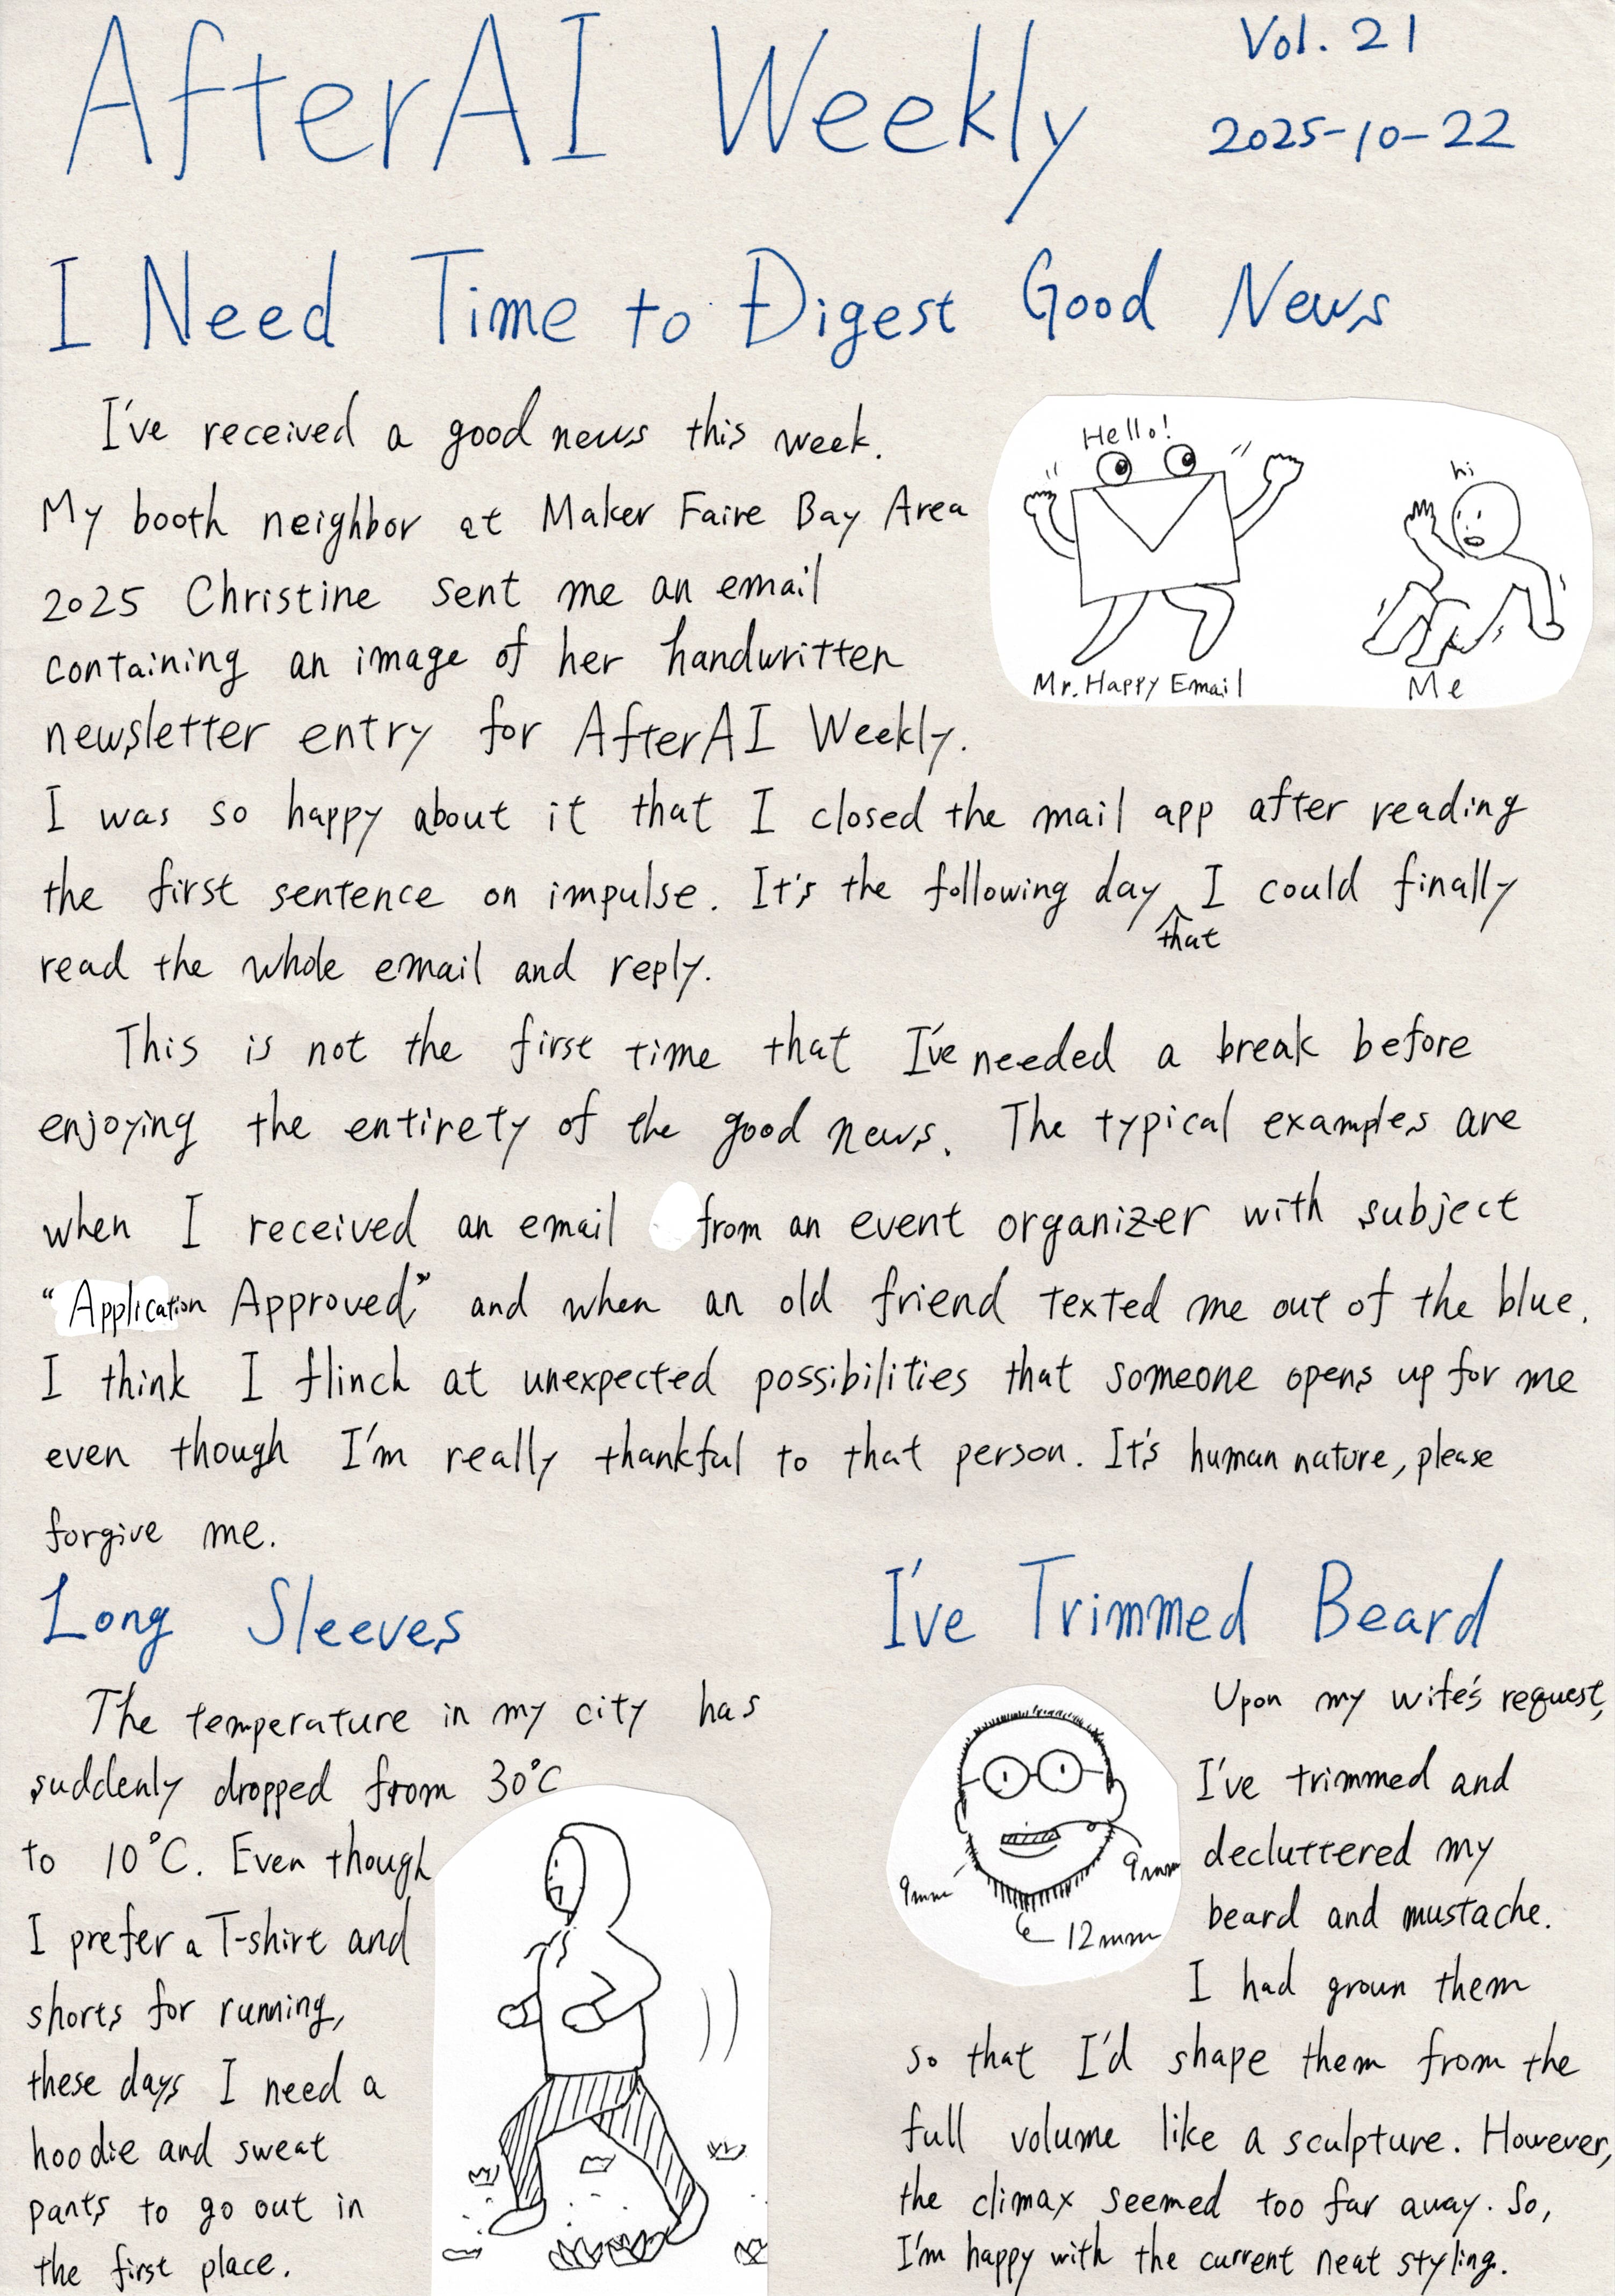 AfterAI Weekly
Vol. 21
2025-10-22
I Need Time to Digest Good News
I've received a good news this week.
My booth neighbor at Maker Faire Bay Area
2025 Christine sent me an email
containing an image of her handwritten
newsletter entry for AfterAI Weekly.
I was so happy about it that I closed the mail app after reading
the first sentence on impulse. It's the following day that I could finally
read the whole email and reply.
Hello!
hi
Mr. Happy Email
Me
This is not the first time that I've needed a break before
enjoying the entirety of the good news. The typical examples are
when I received an email from an event organizer with subject
"Application Approved," and when an old friend texted me out of the blue.
I think I flinch at unexpected possibilities that someone opens up for me
even though I'm really thankful to that person. It's human nature, please
forgive me.
Long Sleeves
The temperature in my city has
suddenly dropped from 30°C
to 10°C. Even though
I prefer a T-shirt and
shorts for running,
these days I need a
hoodie and sweat
pants to go out in
the first place.
I've Trimmed Beard
Upon my wife's request,
I've trimmed and
decluttered my
beard and mustache.
I had grown them
so that I'd shape them from the
full volume like a sculpture. However,
the climax seemed too far away. So,
I'm happy with the current neat styling.
9mm
9mm
12mm